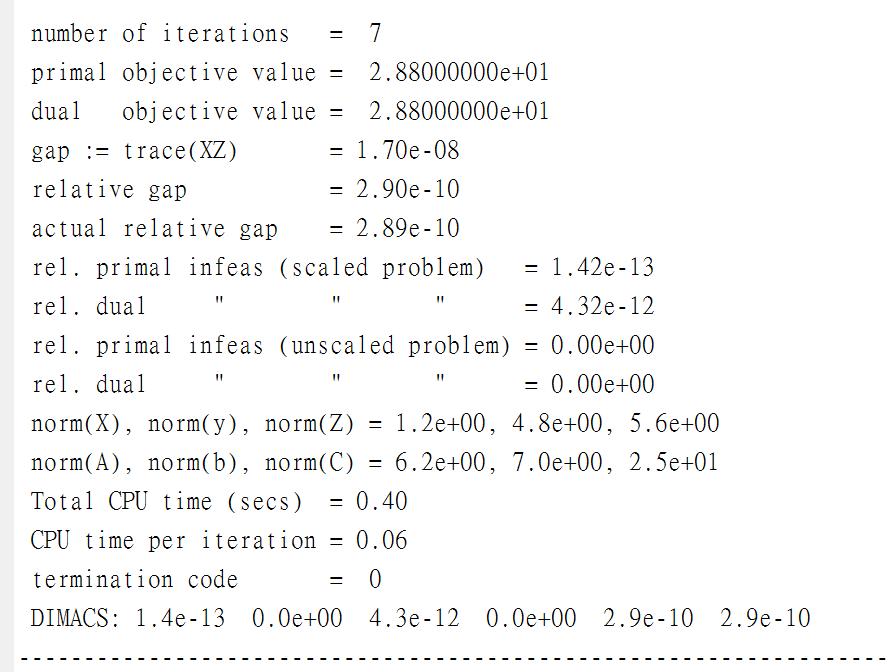 number of iterations   =  7
primal objective value =  2.88000000e+01
dual   objective value =  2.88000000e+01
gap := trace(XZ)       = 1.70e-08
relative gap           = 2.90e-10
actual relative gap    = 2.89e-10
rel. primal infeas (scaled problem)   = 1.42e-13
rel. dual     "        "       "      = 4.32e-12
rel. primal infeas (unscaled problem) = 0.00e+00
rel. dual     "        "       "      = 0.00e+00
norm(X), norm(y), norm(Z) = 1.2e+00, 4.8e+00, 5.6e+00
norm(A), norm(b), norm(C) = 6.2e+00, 7.0e+00, 2.5e+01
Total CPU time (secs)  = 0.40
CPU time per iteration = 0.06
termination code       =  0
DIMACS: 1.4e-13  0.0e+00  4.3e-12  0.0e+00  2.9e-10  2.9e-10
-------------------------------------------------------------------